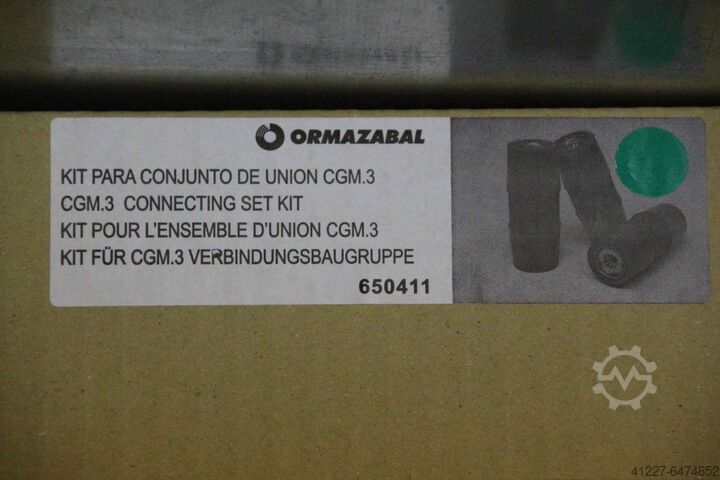 ORMAZABAL
KIT PARA CONJUNTO DE UNION CGM.3
CGM.3 CONNECTING SET KIT
KIT POUR L'ENSEMBLE D'UNION CGM.3
KIT FÜR CGM.3 VERBINDUNGSBAUGRUPPE
650411
41227-6474652